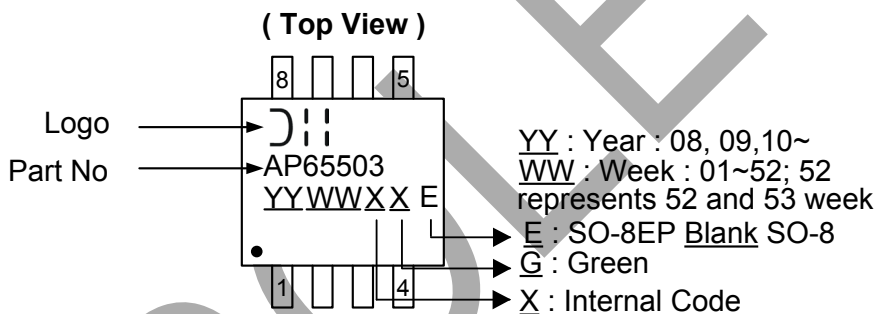 ( Top View )
8 5
Logo
AP65503
Part No
YYWWXX E
1 4
YY : Year : 08, 09,10~
WW : Week : 01~52; 52
represents 52 and 53 week
E : SO-8EP Blank SO-8
G : Green
X : Internal Code